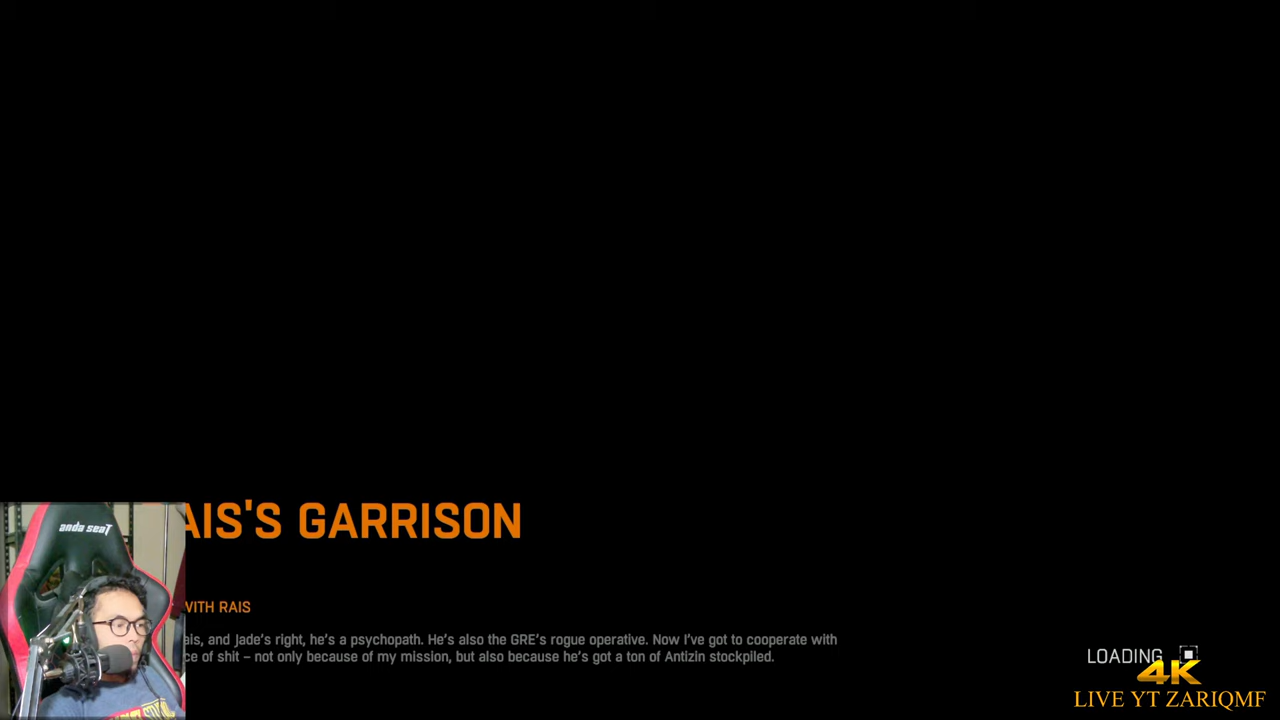 AIS'S GARRISON
anda seaT
WITH RAIS
ais, and Jade's right, he's a psychopath. He's also the GRE's rogue operative. Now I've got to cooperate with
ce of shit – not only because of my mission, but also because he's got a ton of Antizin stockpiled.
LOADING
4K
LIVE YT ZARIQMF